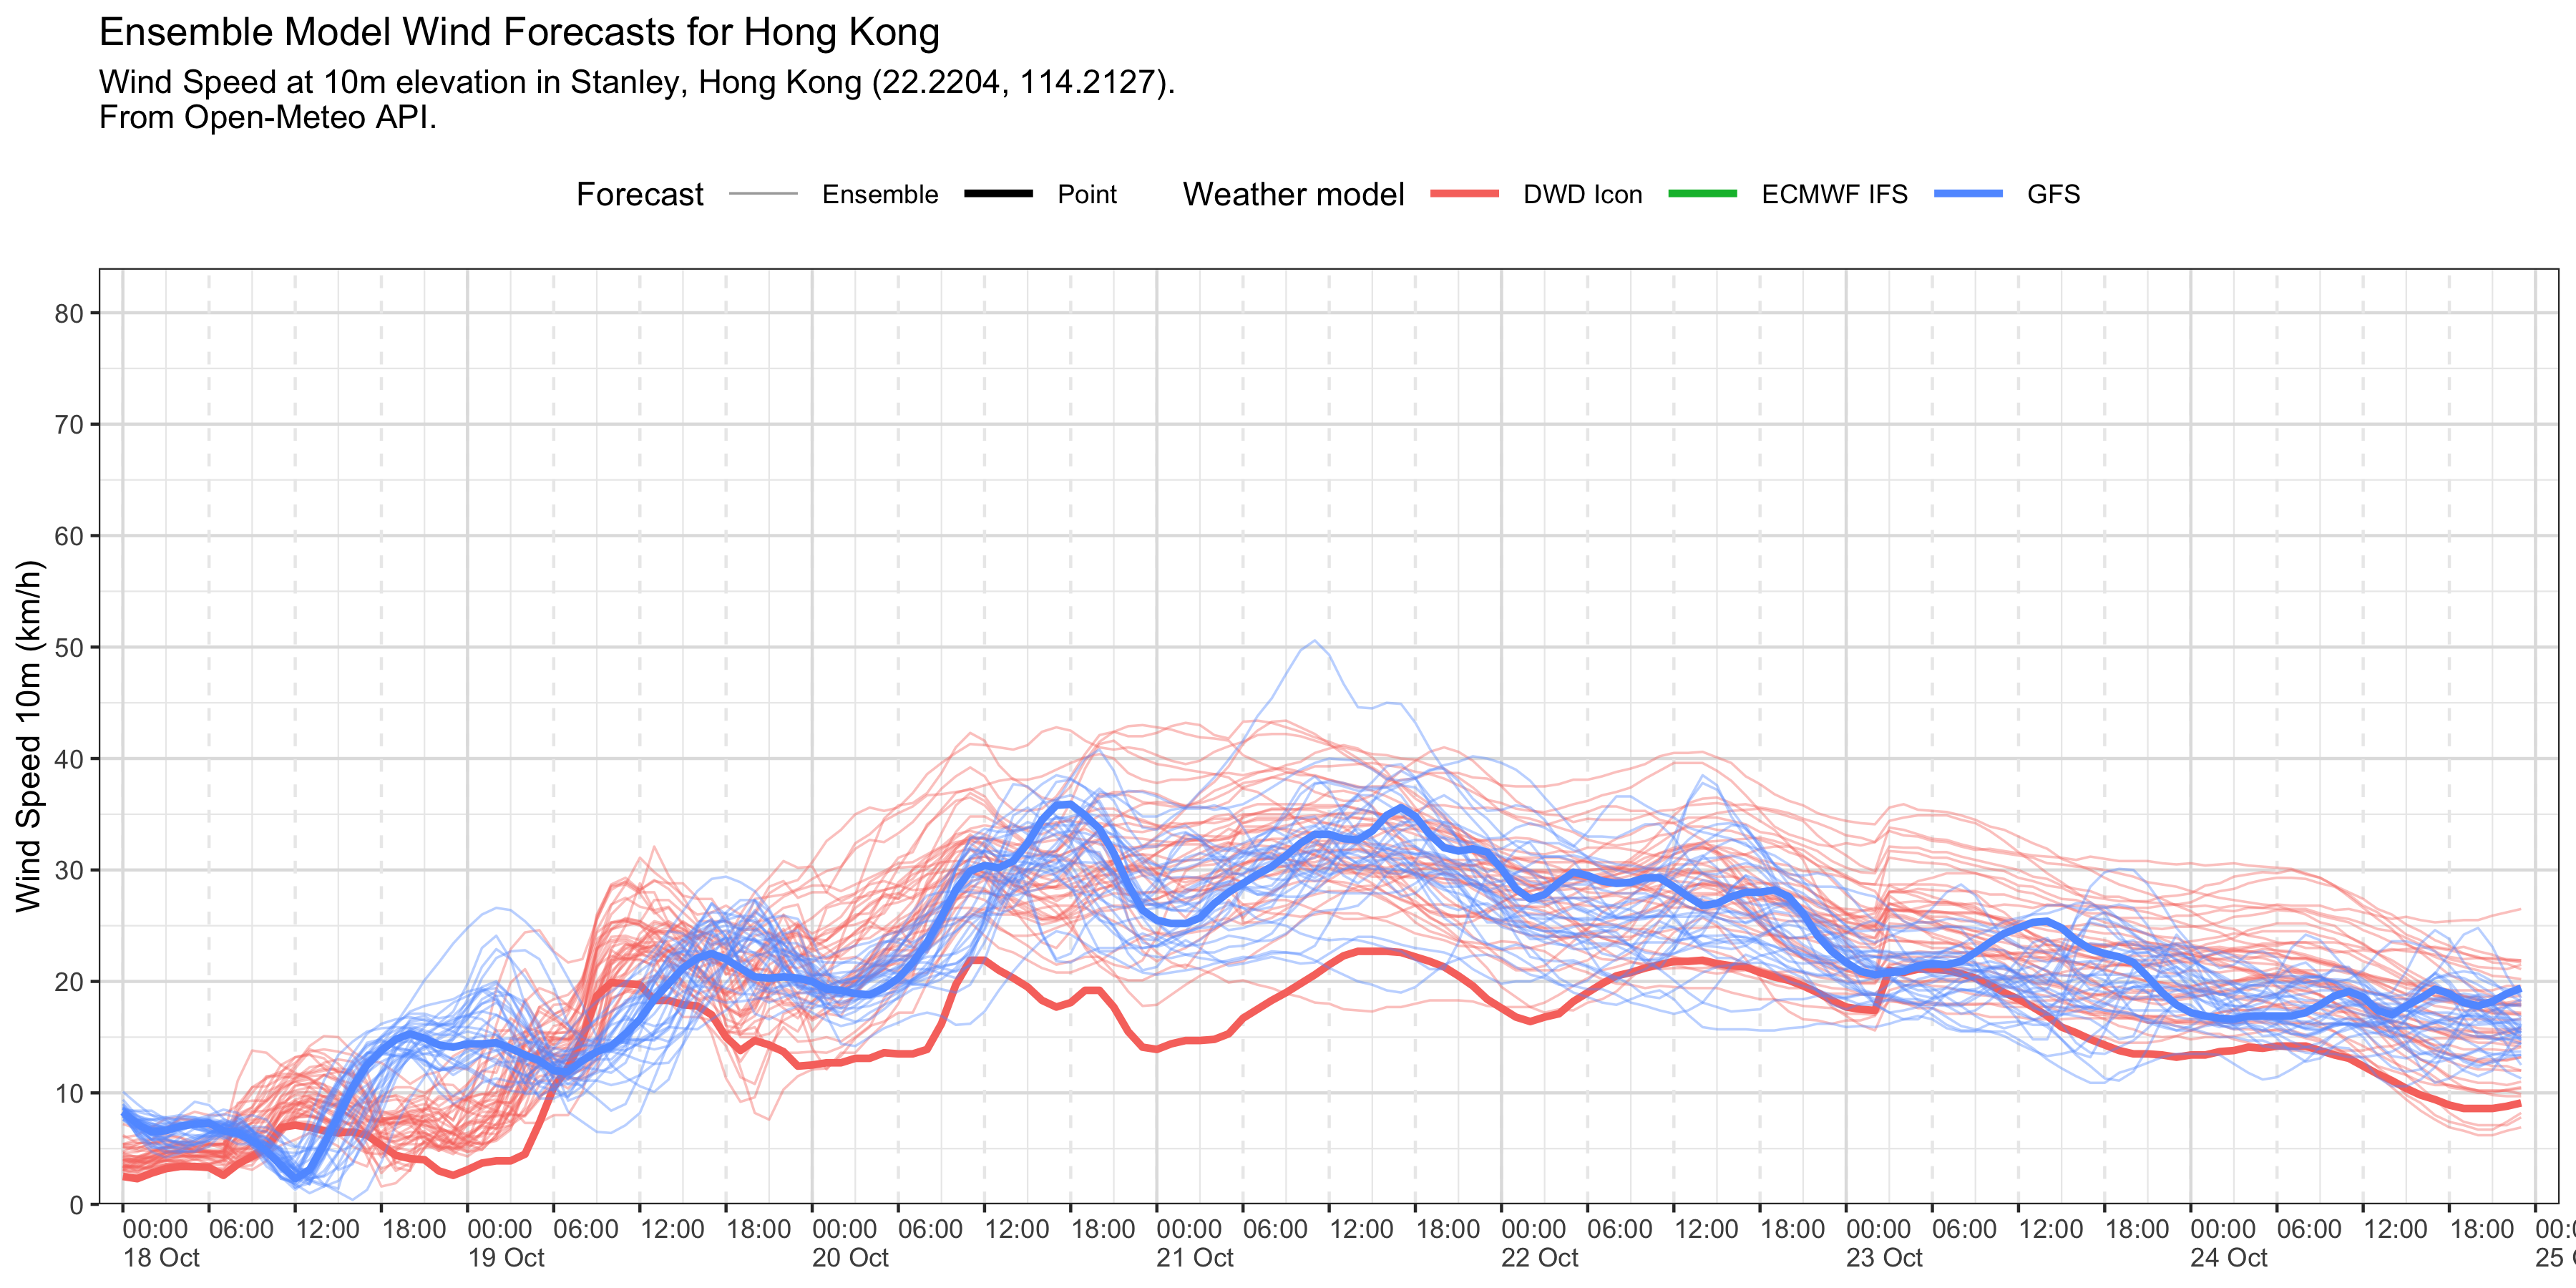 Ensemble Model Wind Forecasts for Hong Kong
Wind Speed at 10m elevation in Stanley, Hong Kong (22.2204, 114.2127).
From Open-Meteo API.
Forecast Ensemble Point Weather model DWD Icon ECMWF IFS GFS
Wind Speed 10m (km/h)
80
70
60
50
40
30
20
10
0
00:00 06:00 12:00 18:00 00:00 06:00 12:00 18:00 00:00 06:00 12:00 18:00 00:00 06:00 12:00 18:00 00:00 06:00 12:00 18:00 00:00 06:00 12:00 18:00 00:00 06:00 12:00 18:00
18 Oct 19 Oct 20 Oct 21 Oct 22 Oct 23 Oct 24 Oct 25